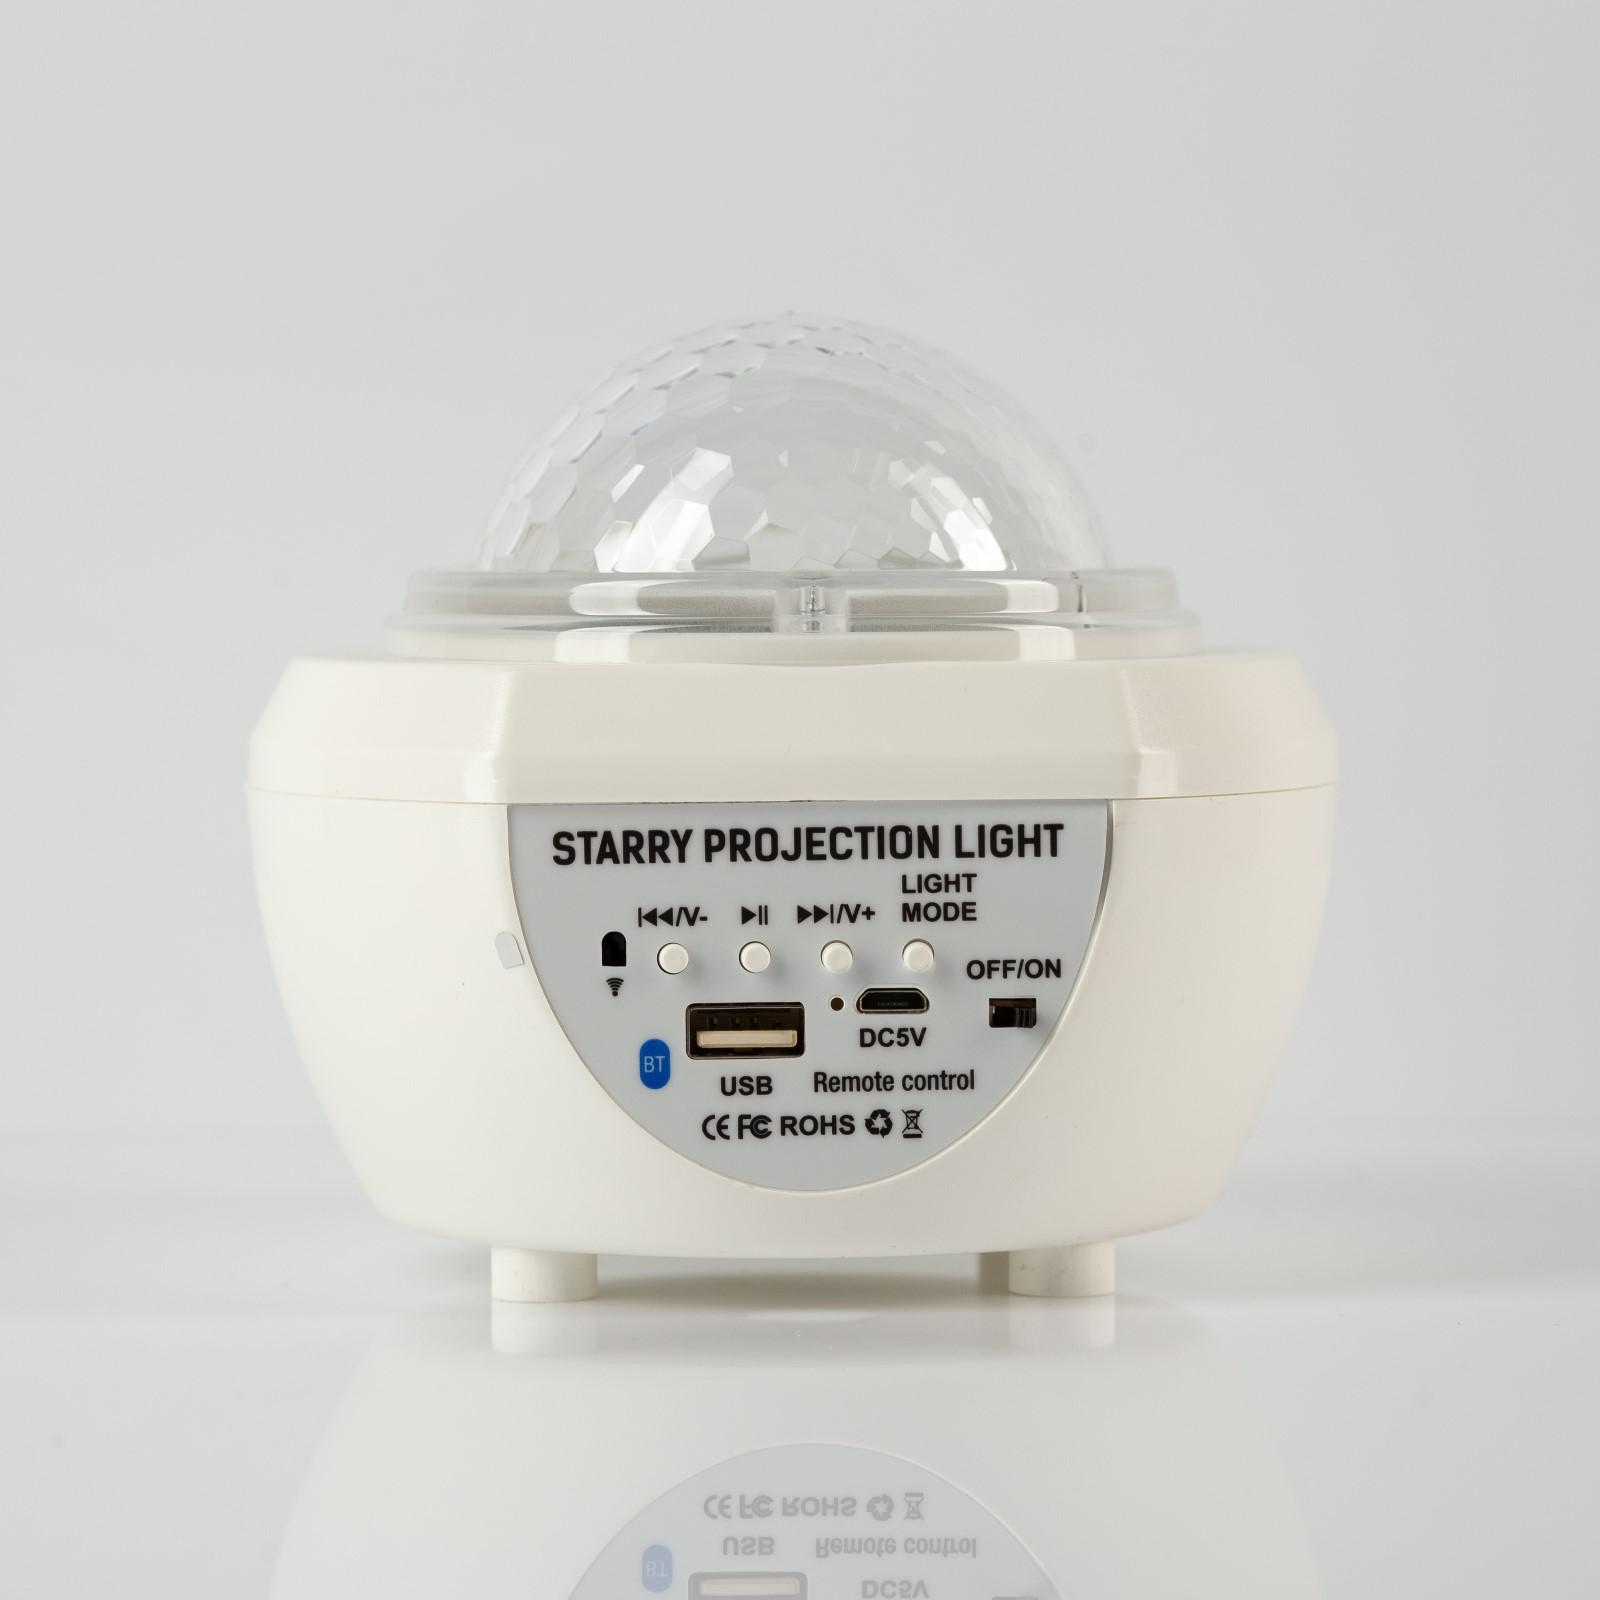 STARRY PROJECTION LIGHT
LIGHT
MODE
/V-
/V+
OFF/ON
DC5V
BT
USB
Remote control
CE FC ROHS